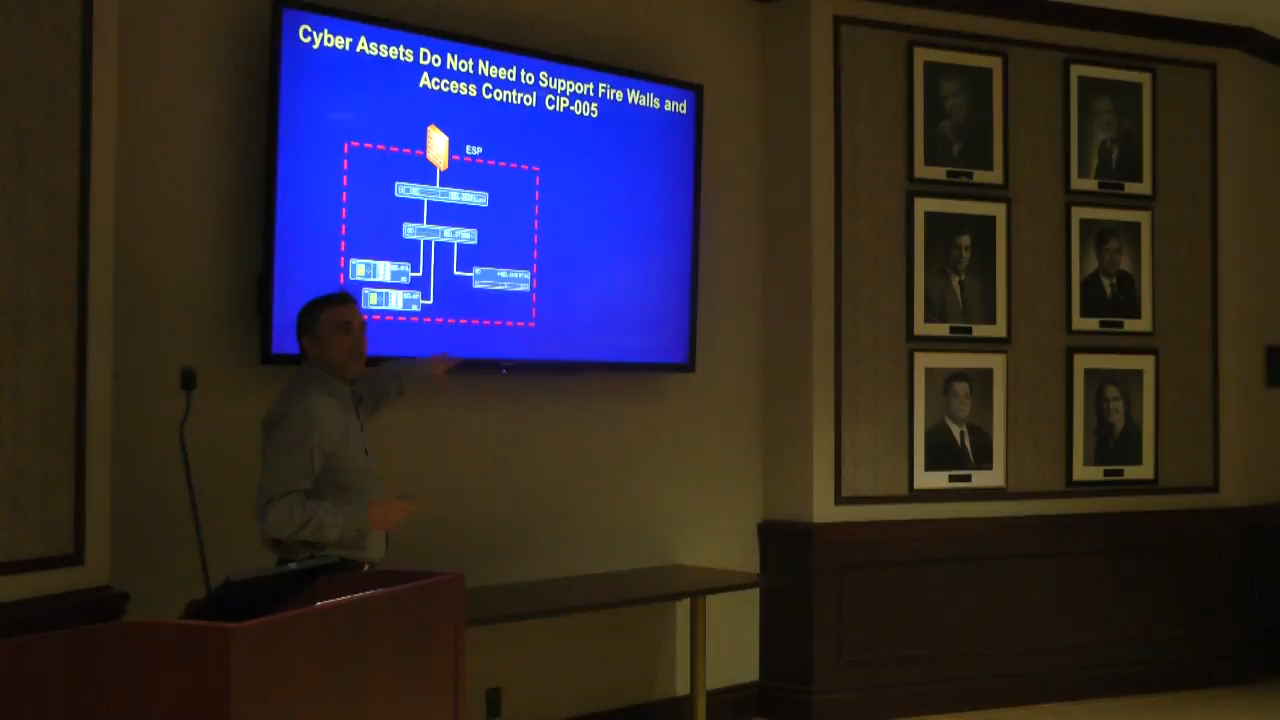 Cyber Assets Do Not Need to Support Fire Walls and
Access Control CIP-005
ESP